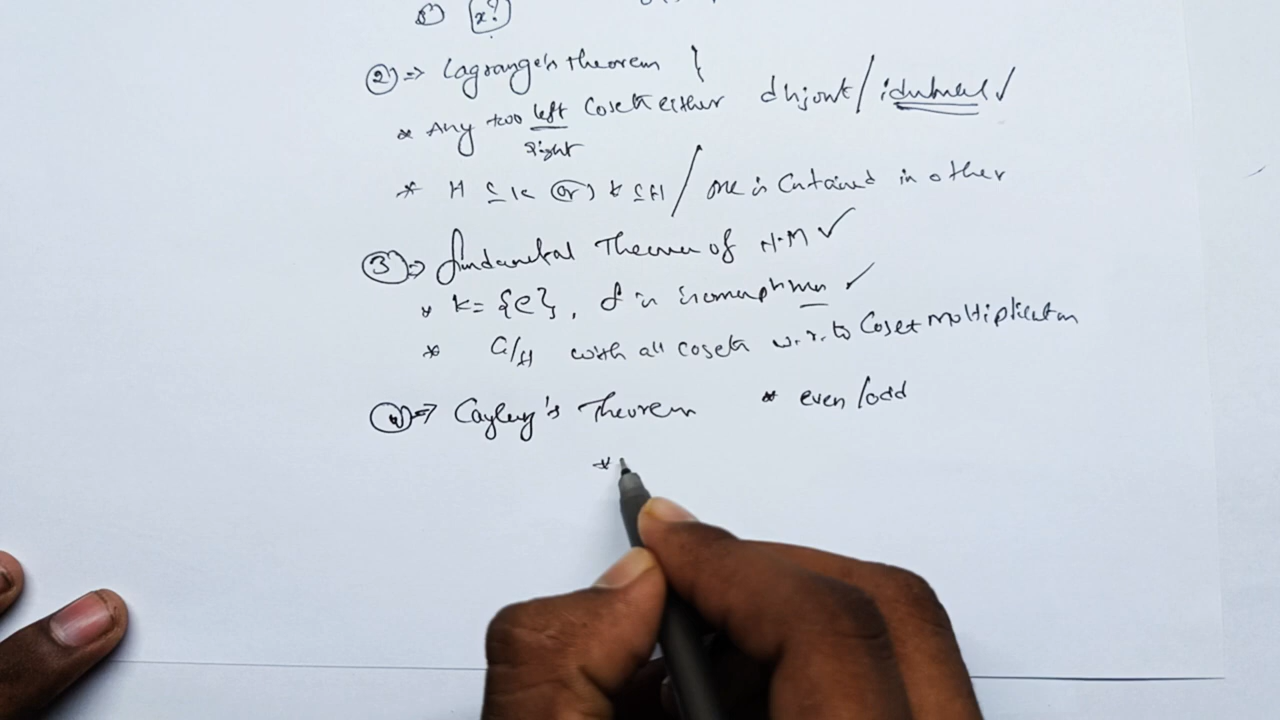 x?
② ⇒ Lagrange's theorem }
* Any two left cosets either disjoint / identical ✓
right
* H ⊆ K (or) K ⊆ H / one is contained in other
③ ⇒ fundamental Theorem of H.M ✓
* K = {e}, f is isomorphism ✓
* G/H with all cosets w.r.to Coset multiplication
④ ⇒ Cayley's Theorem * even/odd
*